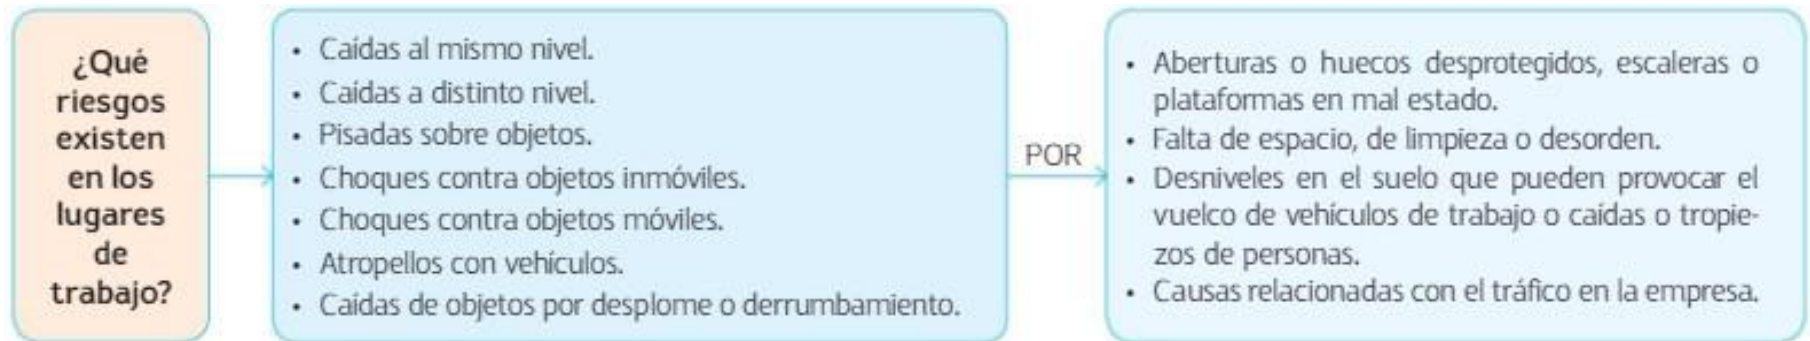 ¿Qué
riesgos
existen
en los
lugares
de
trabajo?
• Caídas al mismo nivel.
• Caídas a distinto nivel.
• Pisadas sobre objetos.
• Choques contra objetos inmóviles.
• Choques contra objetos móviles.
• Atropellos con vehículos.
• Caídas de objetos por desplome o derrumbamiento.
POR
• Aberturas o huecos desprotegidos, escaleras o
plataformas en mal estado.
• Falta de espacio, de limpieza o desorden.
• Desniveles en el suelo que pueden provocar el
vuelco de vehículos de trabajo o caídas o tropie-
zos de personas.
• Causas relacionadas con el tráfico en la empresa.